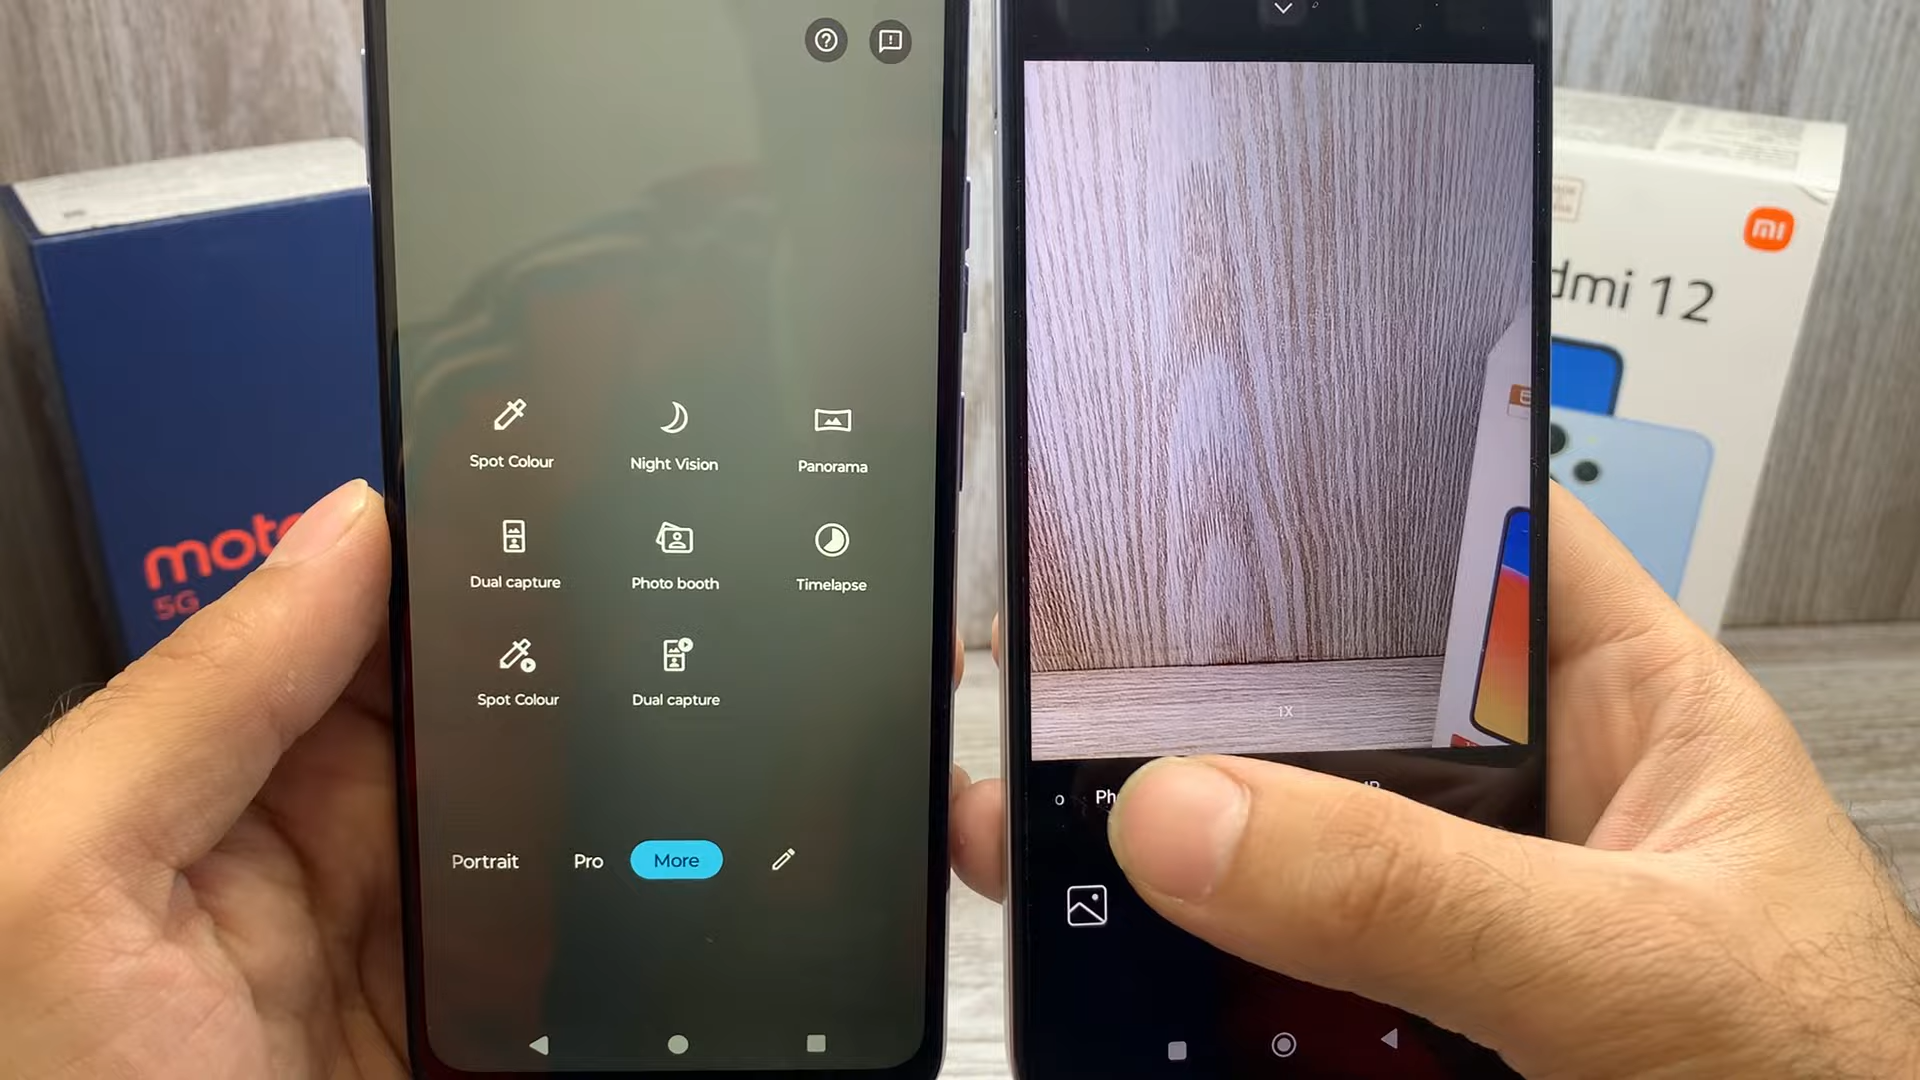 Spot Colour
Night Vision
Panorama
Dual capture
Photo booth
Timelapse
Spot Colour
Dual capture
Portrait
Pro
More
1X
o
Ph
moto
5G
mi
dmi 12